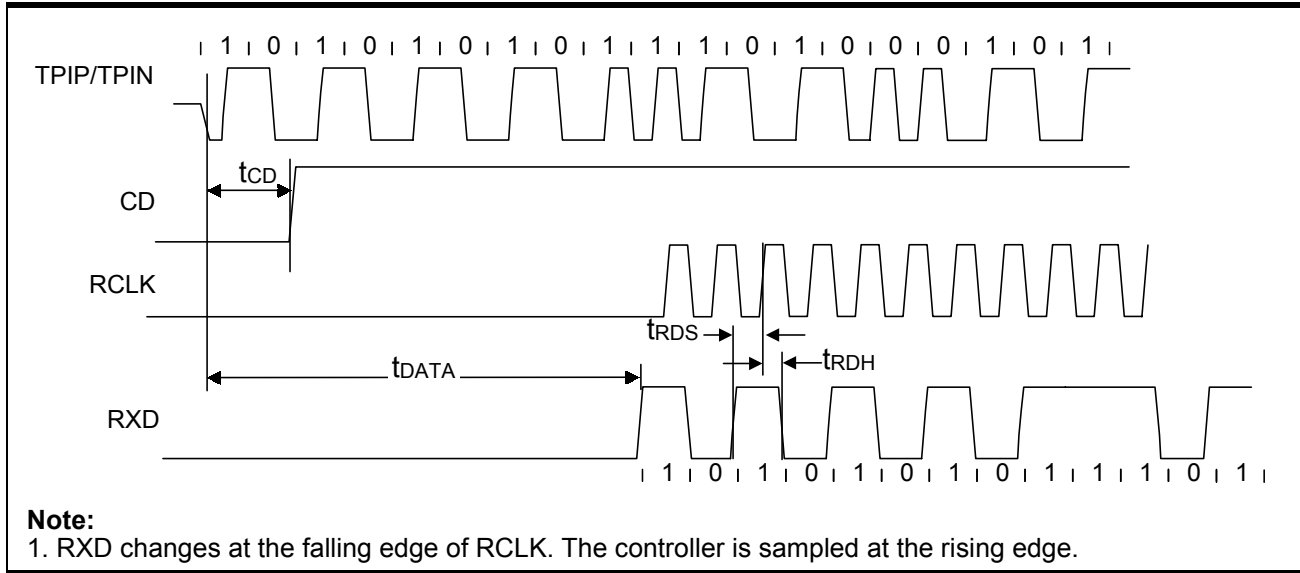 1 0 1 0 1 0 1 0 1 1 1 0 1 0 0 0 1 0 1
TPIP/TPIN
tCD
CD
RCLK
tRDS
tRDH
tDATA
RXD
1 0 1 0 1 0 1 0 1 1 1 0 1
Note:
1. RXD changes at the falling edge of RCLK. The controller is sampled at the rising edge.